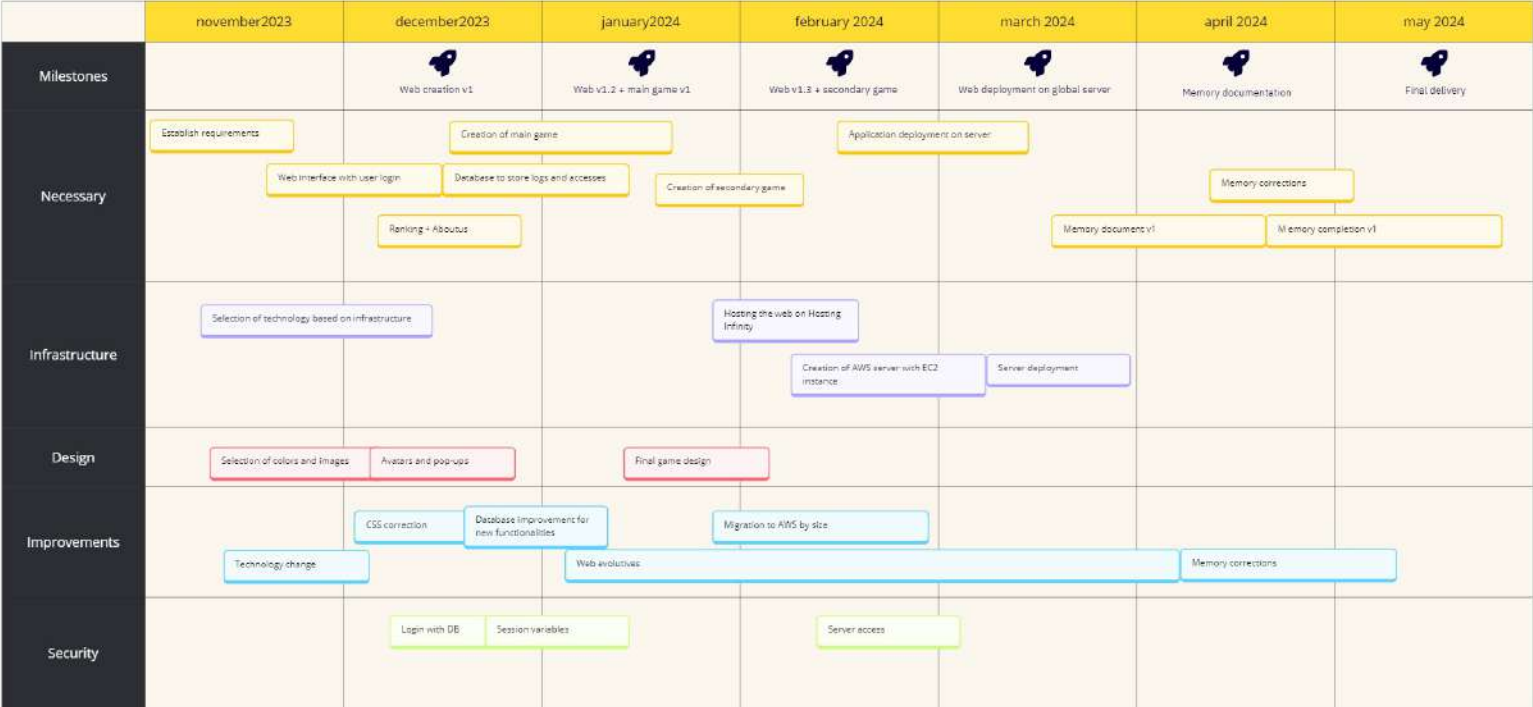 november2023
december2023
january2024
february 2024
march 2024
april 2024
may 2024
Milestones
Web creation v1
Web v1.2 + main game v1
Web v1.3 + secondary game
Web deployment on global server
Memory documentation
Final delivery
Necessary
Establish requirements
Creation of main game
Application deployment on server
Web interface with user login
Database to store logs and accesses
Creation of secondary game
Memory corrections
Ranking + Aboutus
Memory document v1
Memory completion v1
Infrastructure
Selection of technology based on infrastructure
Hosting the web on Hosting
Infinity
Creation of AWS server with EC2
instance
Server deployment
Design
Selection of colors and images
Avatars and pop-ups
Final game design
Improvements
CSS correction
Database improvement for
new functionalities
Migration to AWS by size
Technology change
Web evolutives
Memory corrections
Security
Login with DB
Session variables
Server access